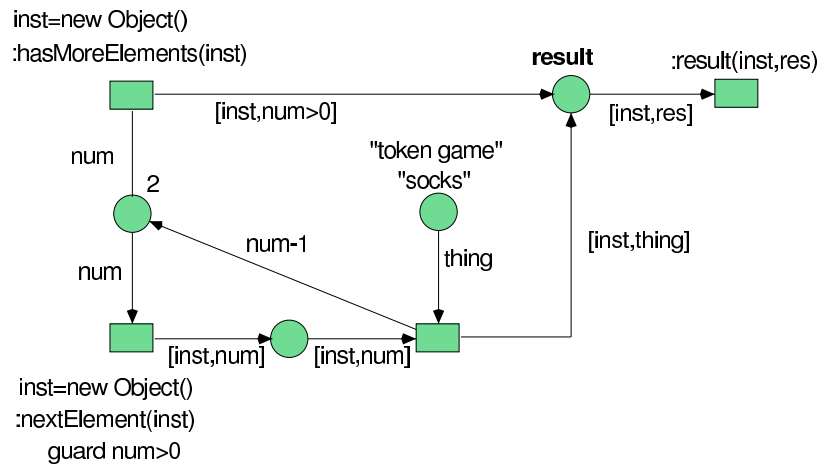 inst=new Object()
:hasMoreElements(inst)
result
:result(inst,res)
[inst,num>0]
[inst,res]
num
"token game"
"socks"
2
num-1
[inst,thing]
thing
num
[inst,num]
[inst,num]
inst=new Object()
:nextElement(inst)
guard num>0